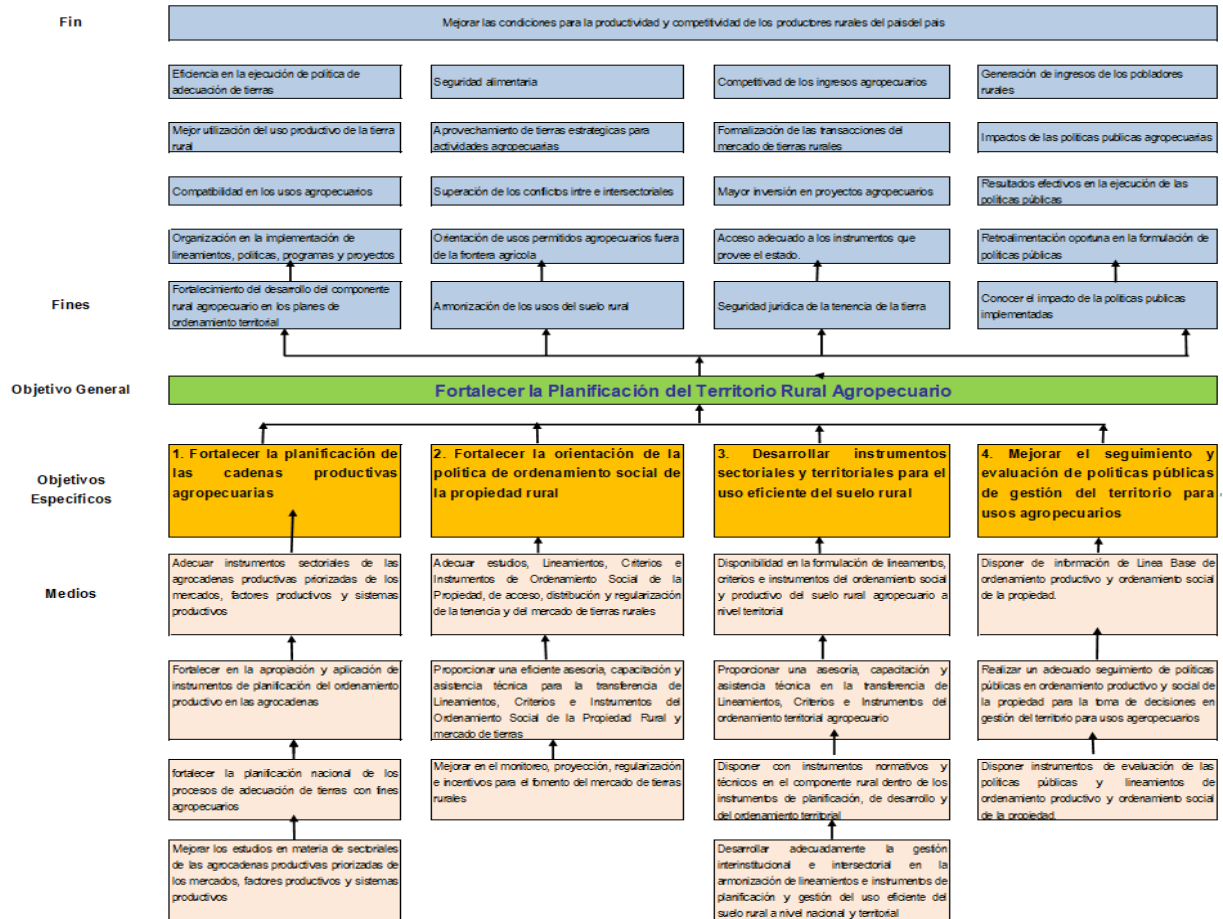 Fin
Mejorar las condiciones para la productividad y competitividad de los productores rurales del paisdel pais
Eficiencia en la ejecución de política de
adecuación de tierras
Seguridad alimentaria
Competitivad de los ingresos agropecuarios
Generación de ingresos de los pobladores
rurales
Mejor utilización del uso productivo de la tierra
rural
Aprovechamiento de tierras estrategicas para
actividades agropecuarias
Formalización de las transacciones del
mercado de tierras rurales
Impactos de las politicas publicas agropecuarias
Compatibilidad en los usos agropecuarios
Superación de los conflictos intre e intersectoriales
Mayor inversión en proyectos agropecuarios
Resultados efectivos en la ejecución de las
políticas públicas
Organización en la implementación de
lineamientos, politicas, programas y proyectos
Orientación de usos permitidos agropecuarios fuera
de la frontera agrícola
Acceso adecuado a los instrumentos que
provee el estado.
Retroalimentación oportuna en la formulación de
políticas públicas
Fines
Fortalecimiento del desarrollo del componente
rural agropecuario en los planes de
ordenamiento territorial
Armonización de los usos del suelo rural
Seguridad juridica de la tenencia de la tierra
Conocer el impacto de la politicas publicas
implementadas
Objetivo General
Fortalecer la Planificación del Territorio Rural Agropecuario
Objetivos
Específicos
1. Fortalecer la planificación de
las cadenas productivas
agropecuarias
2. Fortalecer la orientación de la
política de ordenamiento social de
la propiedad rural
3. Desarrollar instrumentos
sectoriales y territoriales para el
uso eficiente del suelo rural
4. Mejorar el seguimiento y
evaluación de políticas públicas
de gestión del territorio para
usos agropecuarios
Medios
Adecuar instrumentos sectoriales de las
agrocadenas productivas priorizadas de los
mercados, factores productivos y sistemas
productivos
Adecuar estudios, Lineamientos, Criterios e
Instrumentos de Ordenamiento Social de la
Propiedad, de acceso, distribución y regularización
de la tenencia y del mercado de tierras rurales
Disponibilidad en la formulación de lineamentos,
criterios e instrumentos del ordenamiento social
y productivo del suelo rural agropecuario a
nivel territorial
Disponer de información de Linea Base de
ordenamiento productivo y ordenamiento social
de la propiedad.
Fortalecer en la apropiación y aplicación de
instrumentos de planificación del ordenamiento
productivo en las agrocadenas
Proporcionar una eficiente asesoría, capacitación y
asistencia técnica para la transferencia de
Lineamientos, Criterios e Instrumentos del
Ordenamiento Social de la Propiedad Rural y
mercado de tierras
Proporcionar una asesoría, capacitación y
asistencia técnica en la transferencia de
Lineamientos, Criterios e Instrumentos del
ordenamiento territorial agropecuario
Realizar un adecuado seguimiento de políticas
públicas en ordenamiento productivo y social de
la propiedad para la toma de decisiones en
gestión del territorio para usos ageropecuarios
fortalecer la planificación nacional de los
procesos de adecuación de tierras con fines
agropecuarios
Mejorar en el monitoreo, proyección, regularización
e incentivos para el fomento del mercado de tierras
rurales
Disponer con instrumentos normativos y
técnicos en el componente rural dentro de los
instrumentos de planificación, de desarrollo y
del ordenamiento territorial
Disponer instrumentos de evaluación de las
políticas públicas y lineamientos de
ordenamiento productivo y ordenamiento social
de la propiedad.
Mejorar los estudios en materia de sectoriales
de las agrocadenas productivas priorizadas de
los mercados, factores productivos y sistemas
productivos
Desarrollar adecuadamente la gestión
interinstitucional e intersectorial en la
armonización de lineamientos e instrumentos de
planificación y gestión del uso eficiente del
suelo rural a nivel nacional y territorial